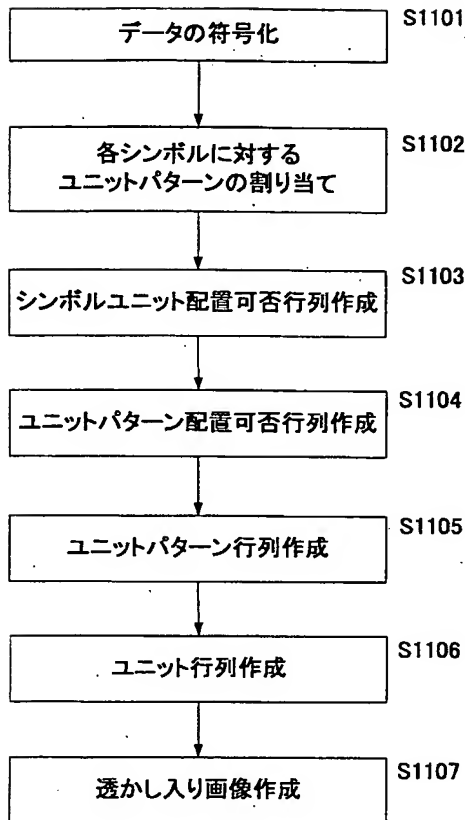 データの符号化
S1101
各シンボルに対する
ユニットパターンの割り当て
S1102
シンボルユニット配置可否行列作成
S1103
ユニットパターン配置可否行列作成
S1104
ユニットパターン行列作成
S1105
ユニット行列作成
S1106
透かし入り画像作成
S1107